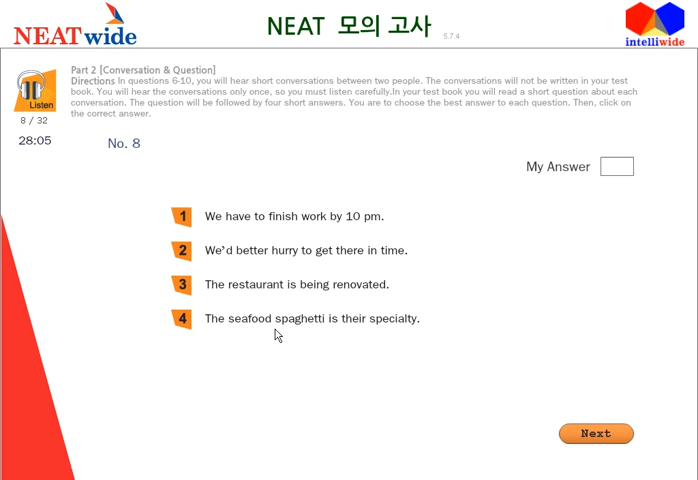 NEATwide
NEAT 모의 고사
5.7.4
intelliwide
Listen
8 / 32
28:05
Part 2 [Conversation & Question]
Directions In questions 6-10, you will hear short conversations between two people. The conversations will not be written in your test
book. You will hear the conversations only once, so you must listen carefully.In your test book you will read a short question about each
conversation. The question will be followed by four short answers. You are to choose the best answer to each question. Then, click on
the correct answer.
No. 8
My Answer
1 We have to finish work by 10 pm.
2 We'd better hurry to get there in time.
3 The restaurant is being renovated.
4 The seafood spaghetti is their specialty.
Next